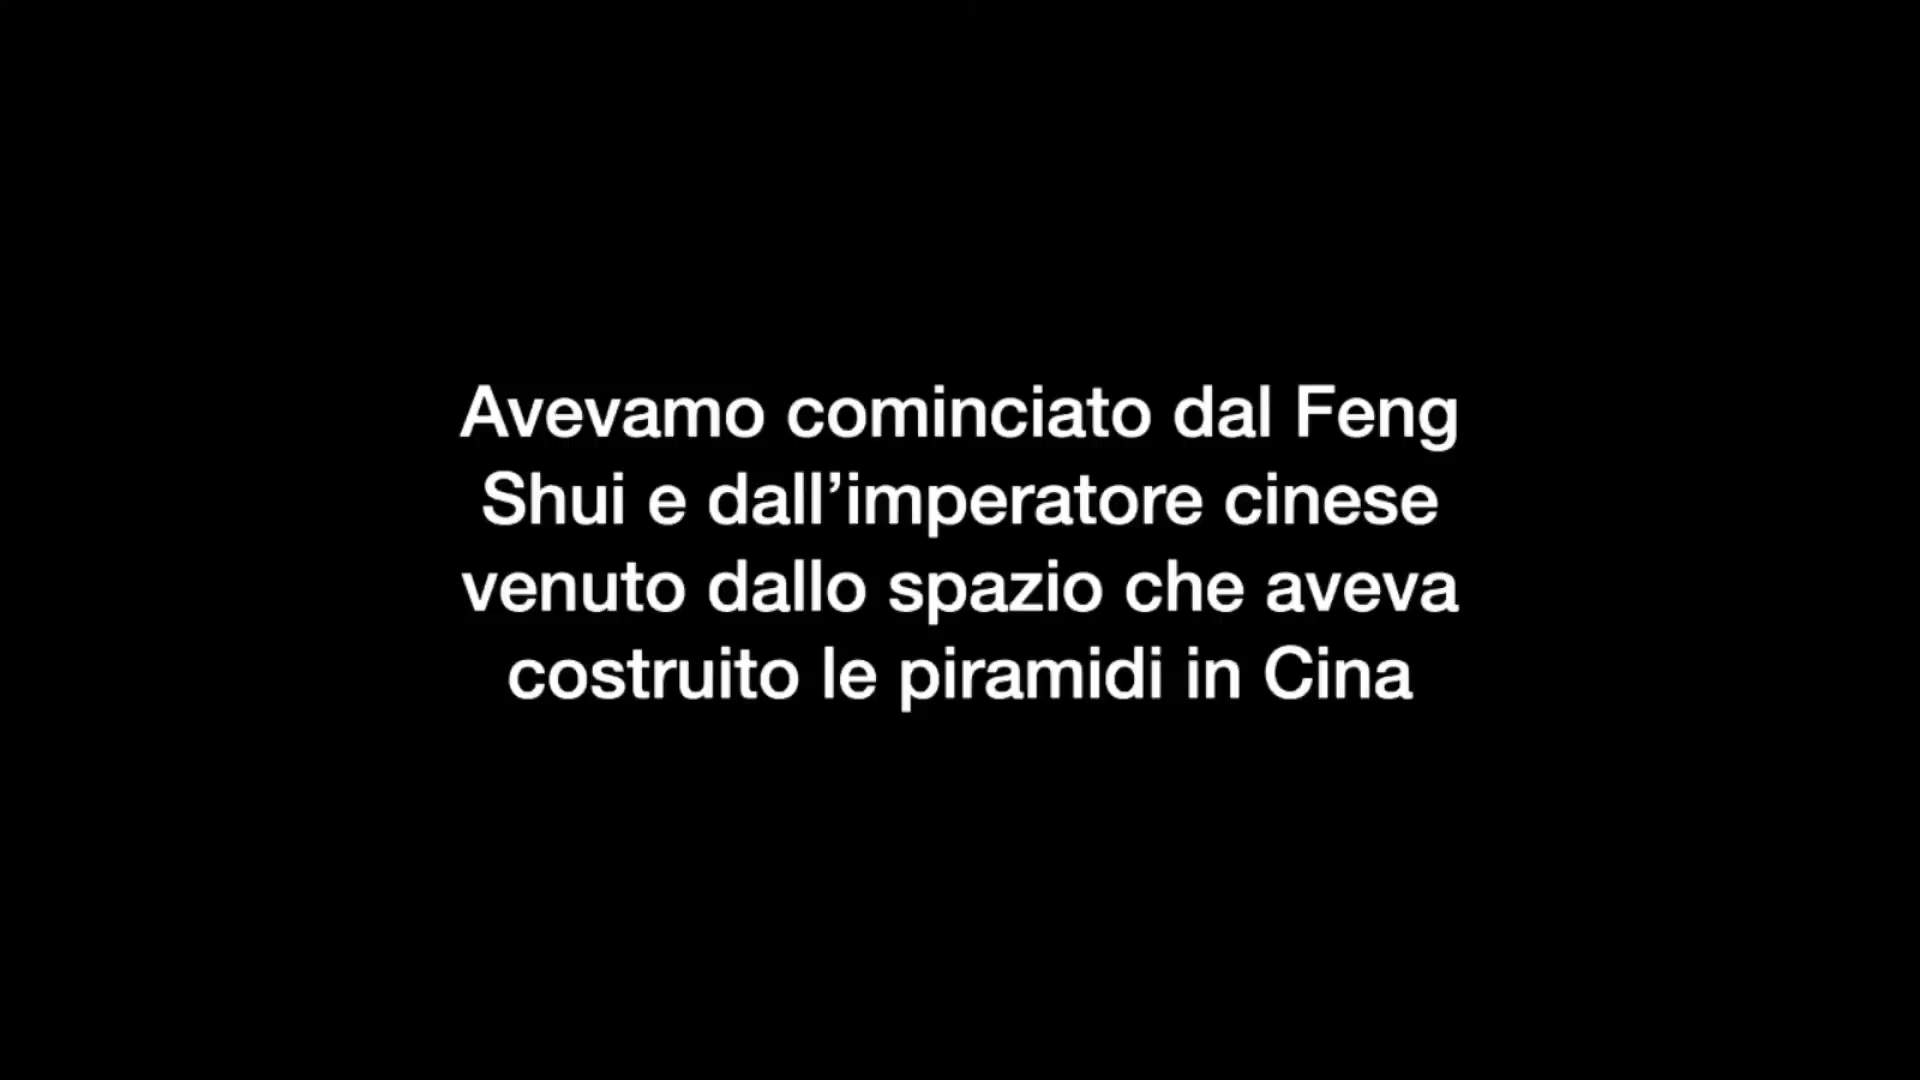 Avevamo cominciato dal Feng
Shui e dall’imperatore cinese
venuto dallo spazio che aveva
costruito le piramidi in Cina